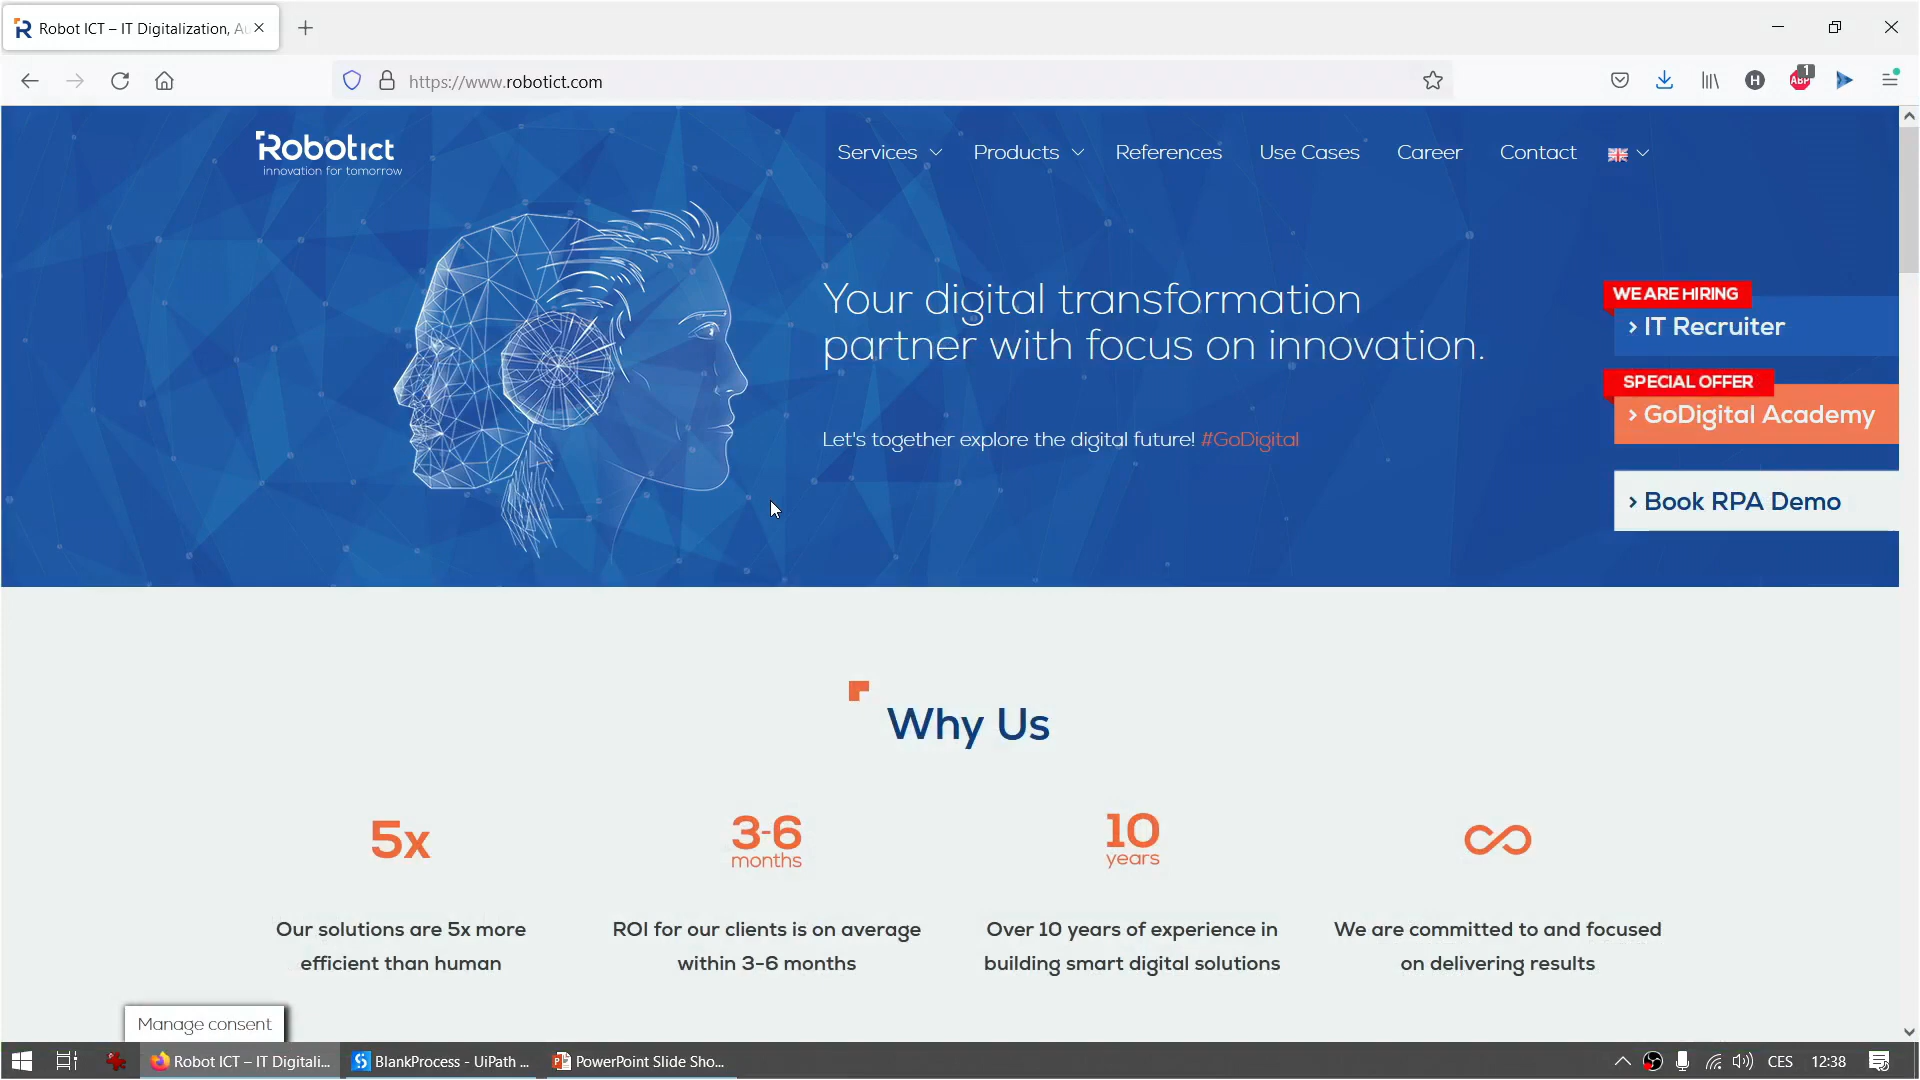 Robot ICT – IT Digitalization, Au
https://www.robotict.com
H
ABP
1
Robotict
innovation for tomorrow
Services
Products
References
Use Cases
Career
Contact
Your digital transformation
partner with focus on innovation.
Let's together explore the digital future! #GoDigital
WE ARE HIRING
› IT Recruiter
SPECIAL OFFER
› GoDigital Academy
› Book RPA Demo
Why Us
5x
Our solutions are 5x more
efficient than human
3-6
months
ROI for our clients is on average
within 3-6 months
10
years
Over 10 years of experience in
building smart digital solutions
∞
We are committed to and focused
on delivering results
Manage consent
Robot ICT – IT Digitali...
BlankProcess - UiPath ...
PowerPoint Slide Sho...
CES
12:38